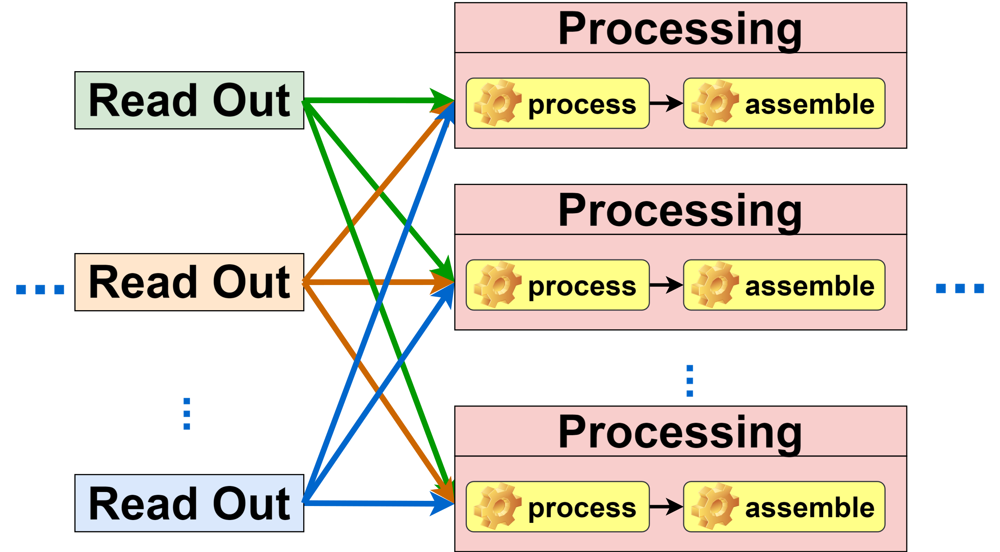 Processing
Read Out
process
assemble
Processing
Read Out
process
assemble
Processing
Read Out
process
assemble